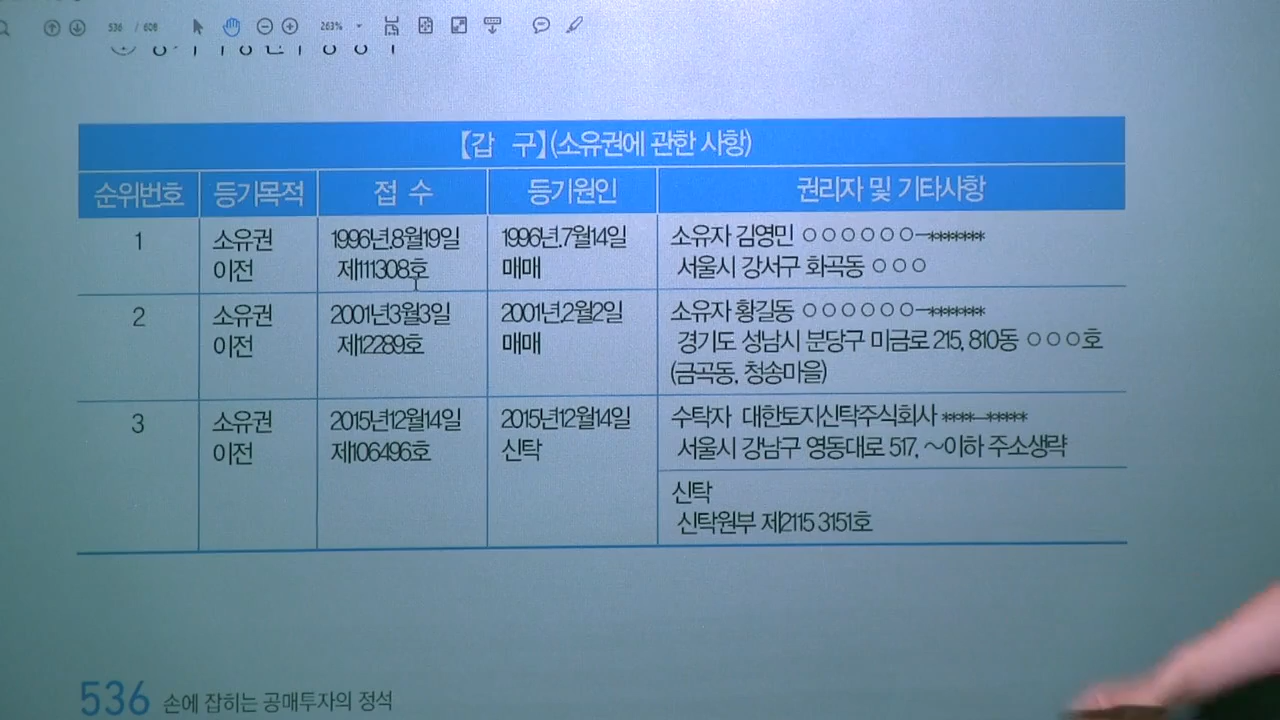 536 / 608 263%
【갑 구】(소유권에 관한 사항)
순위번호 등기목적 접 수 등기원인 권리자 및 기타사항
1 소유권 1996년.8월19일 1996년.7월14일 소유자 김영민 ○○○○○○-*******
이전 제111308호 매매 서울시 강서구 화곡동 ○○○
2 소유권 2001년3월3일 2001년.2월2일 소유자 황길동 ○○○○○○-*******
이전 제12289호 매매 경기도 성남시 분당구 미금로 215, 810동 ○○○호
(금곡동, 청송마을)
3 소유권 2015년12월14일 2015년12월14일 수탁자 대한토지신탁주식회사 ****-*****
이전 제106496호 신탁 서울시 강남구 영동대로 517, ~이하 주소생략
신탁
신탁원부 제2115 3151호
536 손에 잡히는 공매투자의 정석